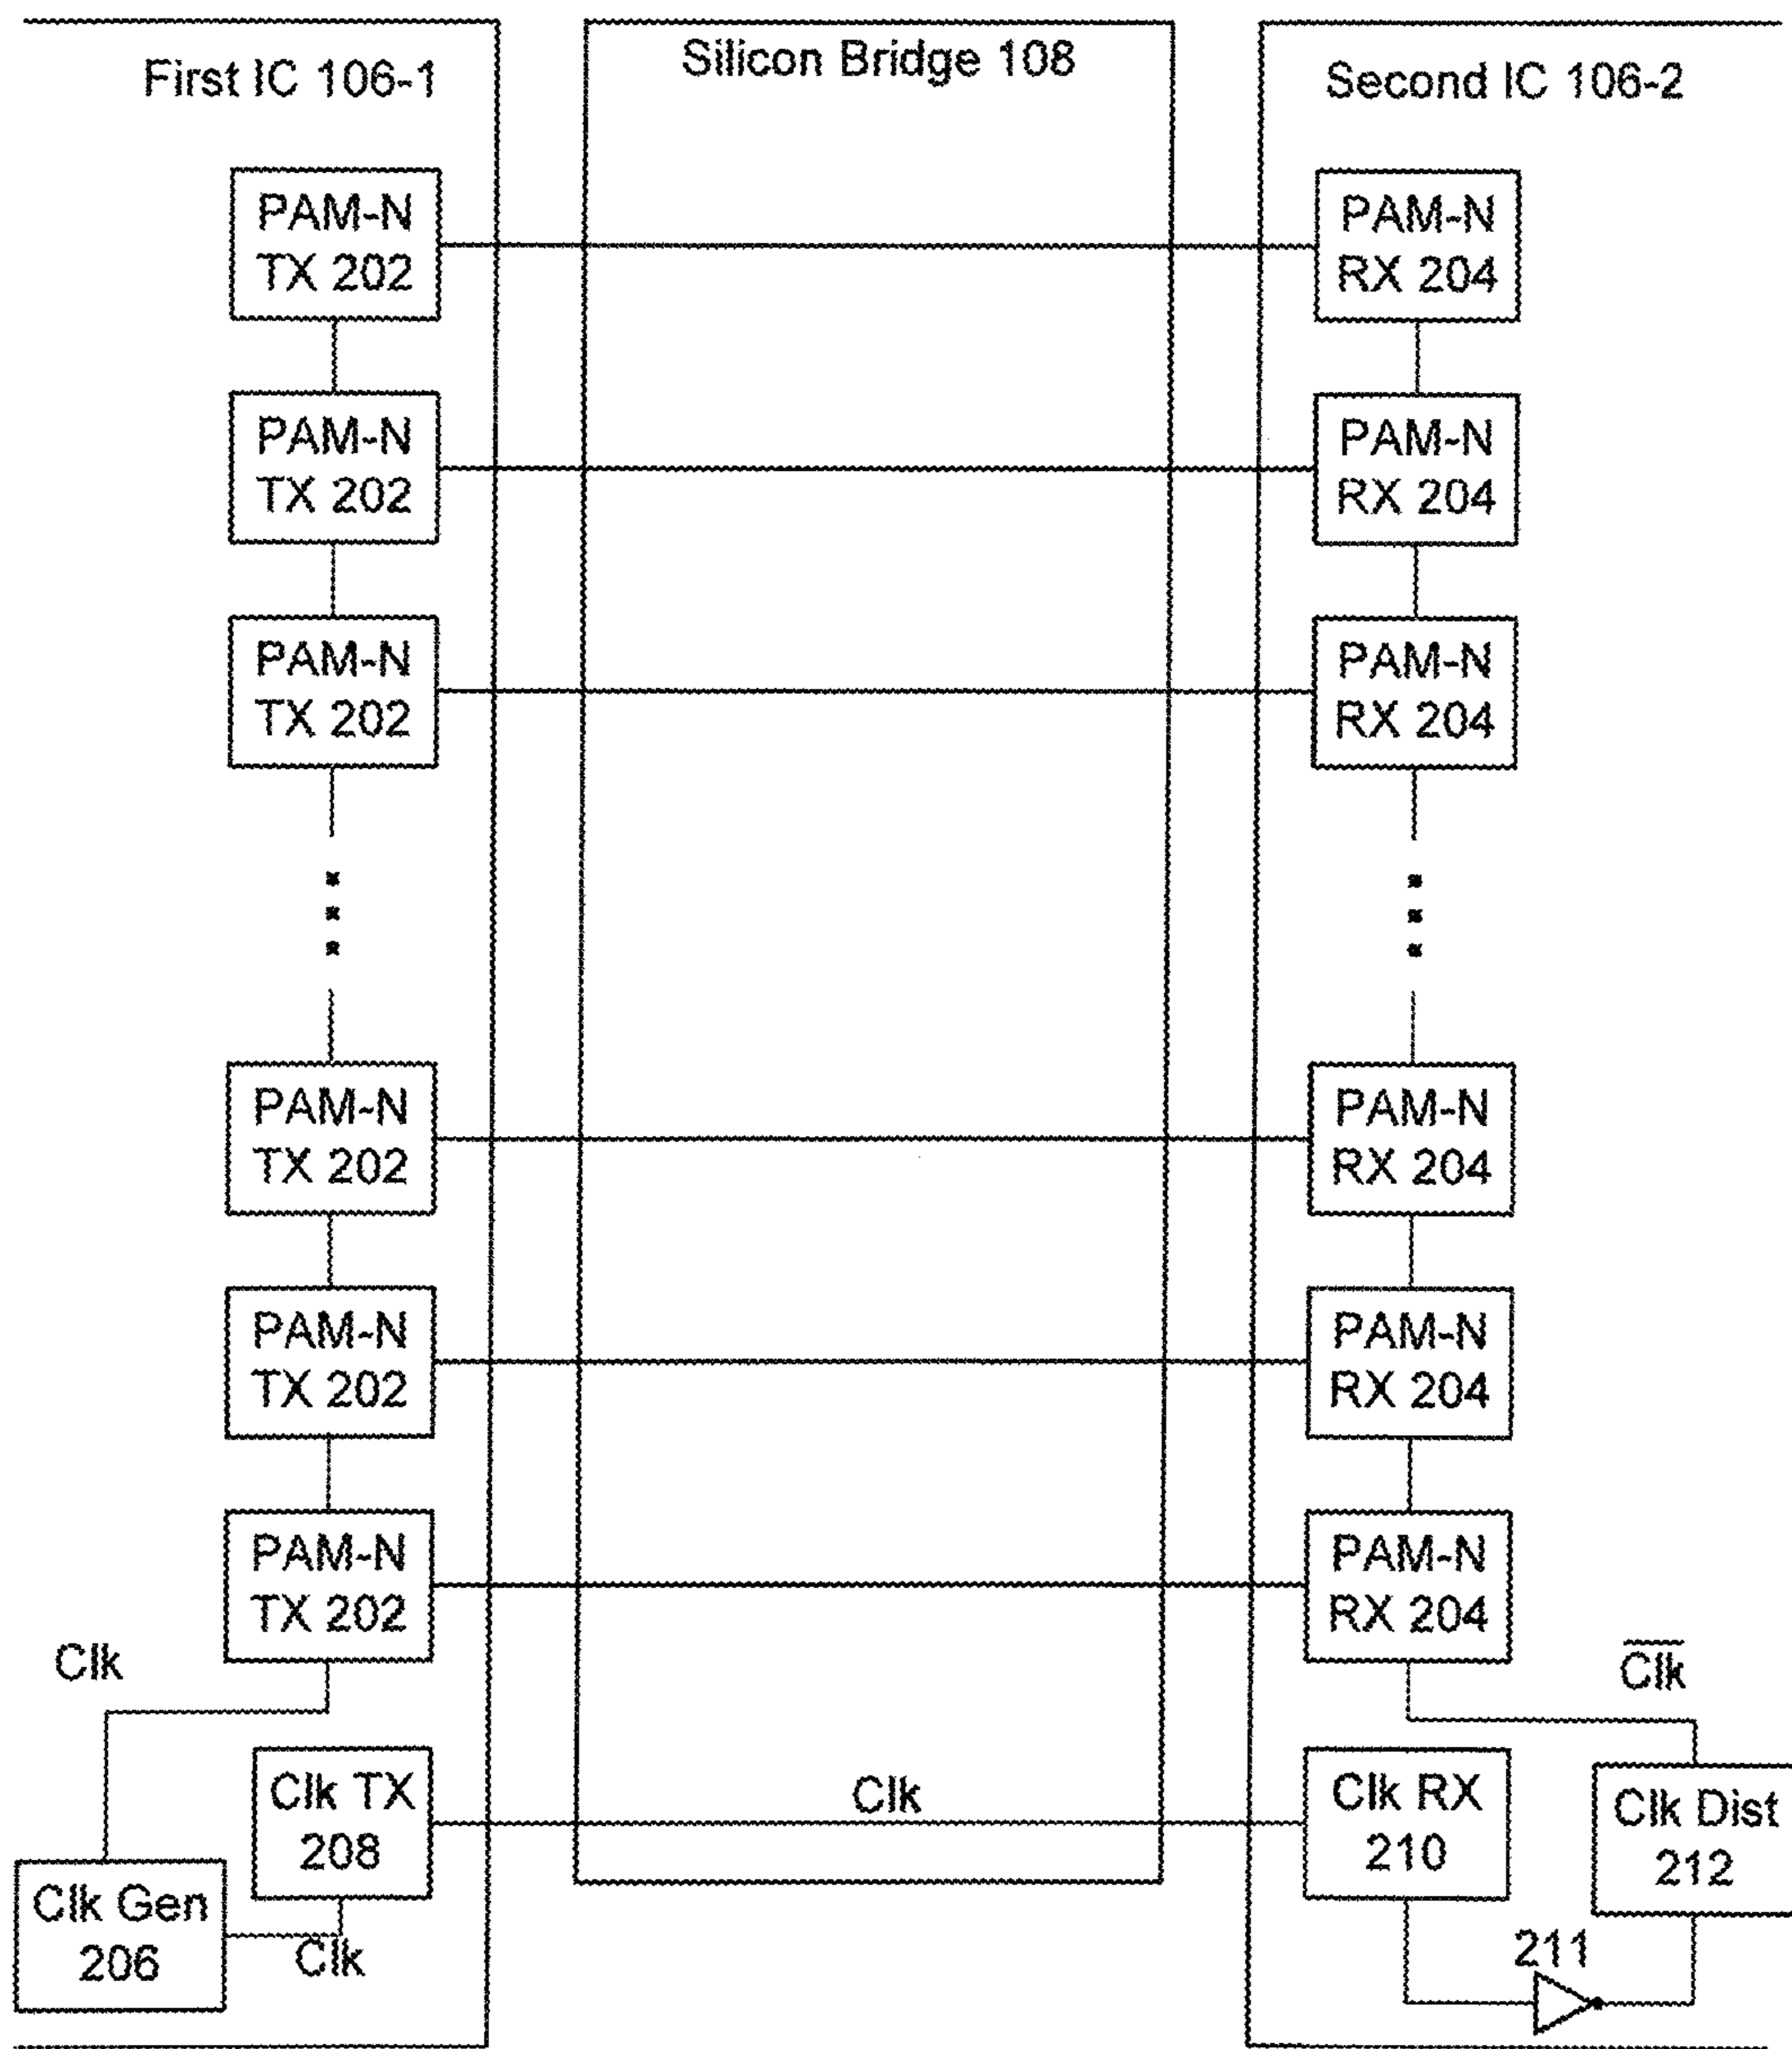 First IC 106-1
Silicon Bridge 108
Second IC 106-2
PAM-N
TX 202
PAM-N
RX 204
PAM-N
TX 202
PAM-N
RX 204
PAM-N
TX 202
PAM-N
RX 204
PAM-N
TX 202
PAM-N
RX 204
PAM-N
TX 202
PAM-N
RX 204
PAM-N
TX 202
PAM-N
RX 204
Clk
C̅l̅k̅
Clk TX
208
Clk
Clk RX
210
Clk Dist
212
Clk Gen
206
Clk
211